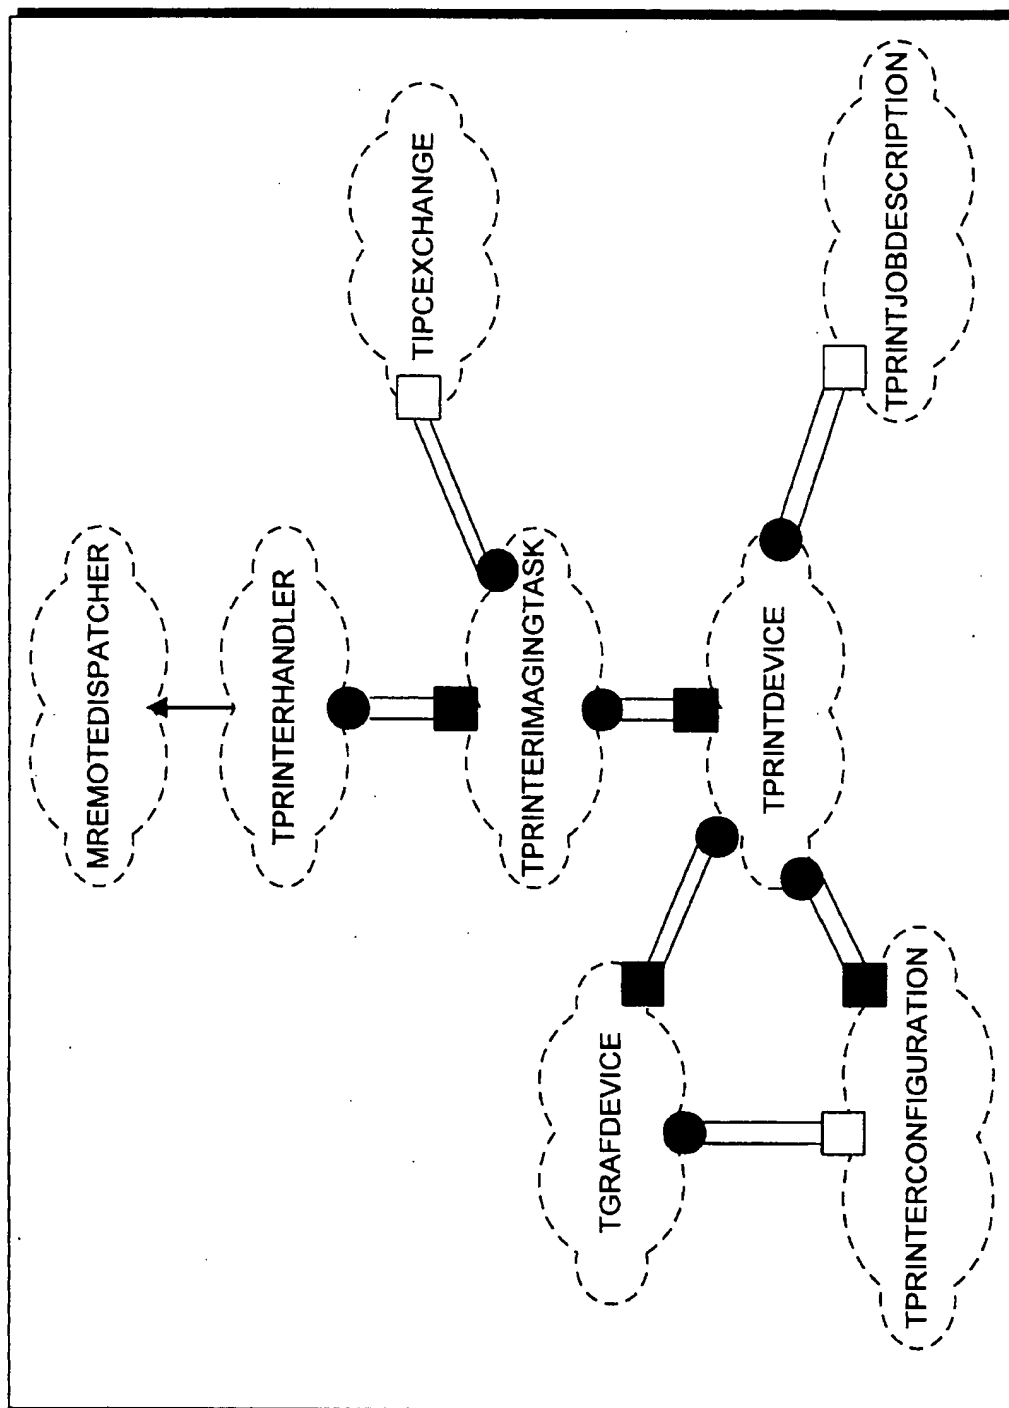 MREMOTEDISPATCHER
TPRINTERHANDLER
TIPCEXCHANGE
TPRINTERIMAGINGTASK
TPRINTDEVICE
TPRINTJOBDESCRIPTION
TGRAFDEVICE
TPRINTERCONFIGURATION